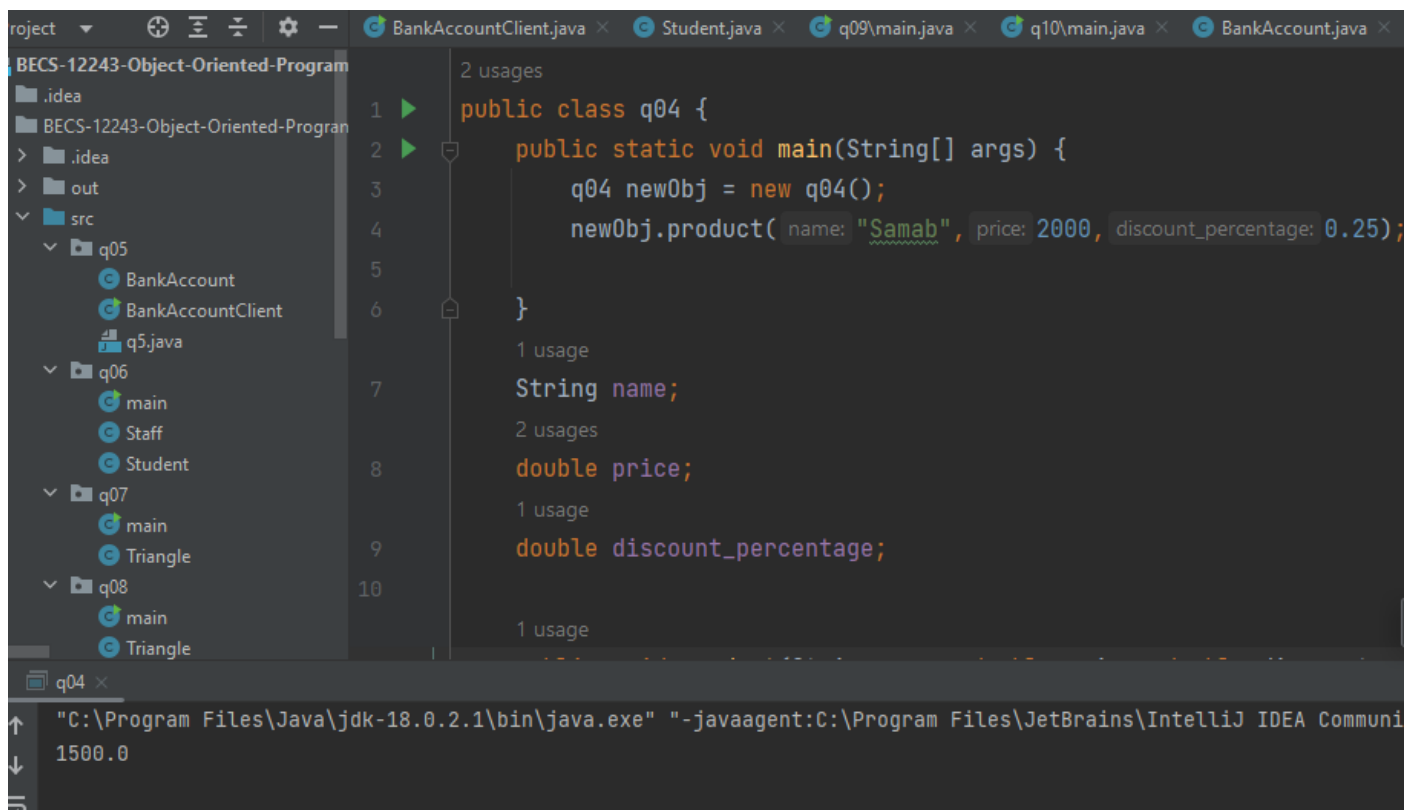 roject
BankAccountClient.java
Student.java
q09\main.java
q10\main.java
BankAccount.java
BECS-12243-Object-Oriented-Program
.idea
BECS-12243-Object-Oriented-Progran
.idea
out
src
q05
BankAccount
BankAccountClient
q5.java
q06
main
Staff
Student
q07
main
Triangle
q08
main
Triangle
2 usages
1 public class q04 {
2 public static void main(String[] args) {
3 q04 newObj = new q04();
4 newObj.product( name: "Samab", price: 2000, discount_percentage: 0.25);
5
6 }
1 usage
7 String name;
2 usages
8 double price;
1 usage
9 double discount_percentage;
10
1 usage
q04
"C:\Program Files\Java\jdk-18.0.2.1\bin\java.exe" "-javaagent:C:\Program Files\JetBrains\IntelliJ IDEA Communi
1500.0